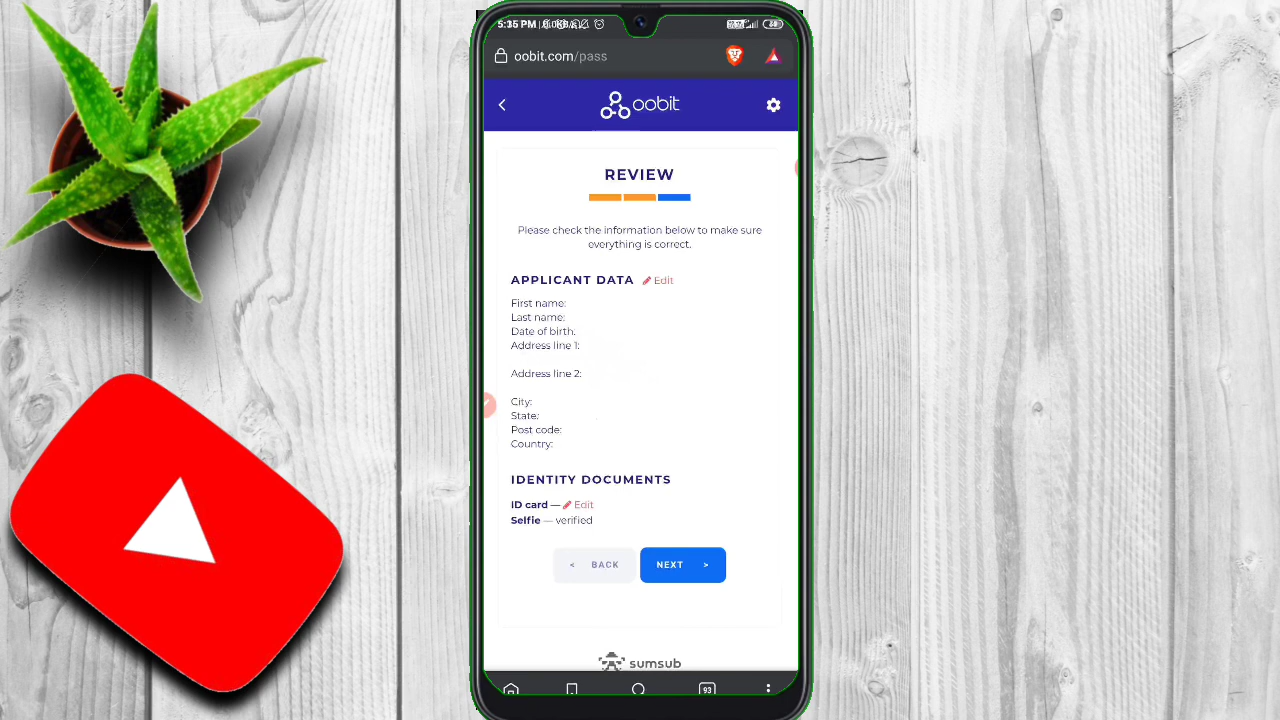 5:35 PM
oobit.com/pass
oobit
REVIEW
Please check the information below to make sure
everything is correct.
APPLICANT DATA Edit
First name:
Last name:
Date of birth:
Address line 1:
Address line 2:
City:
State:
Post code:
Country:
IDENTITY DOCUMENTS
ID card — Edit
Selfie — verified
< BACK NEXT >
sumsub
93